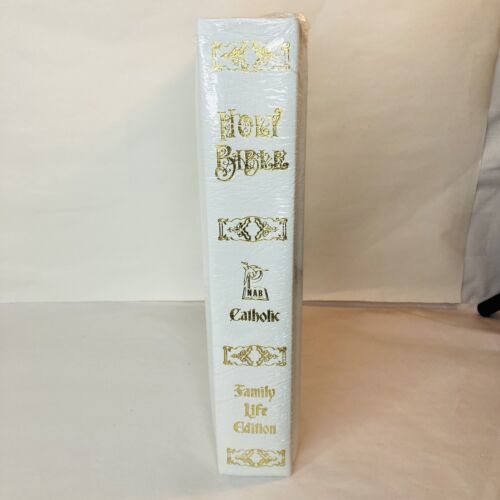 HOLY
BIBLE
NAB
Catholic
Family
Life
Edition